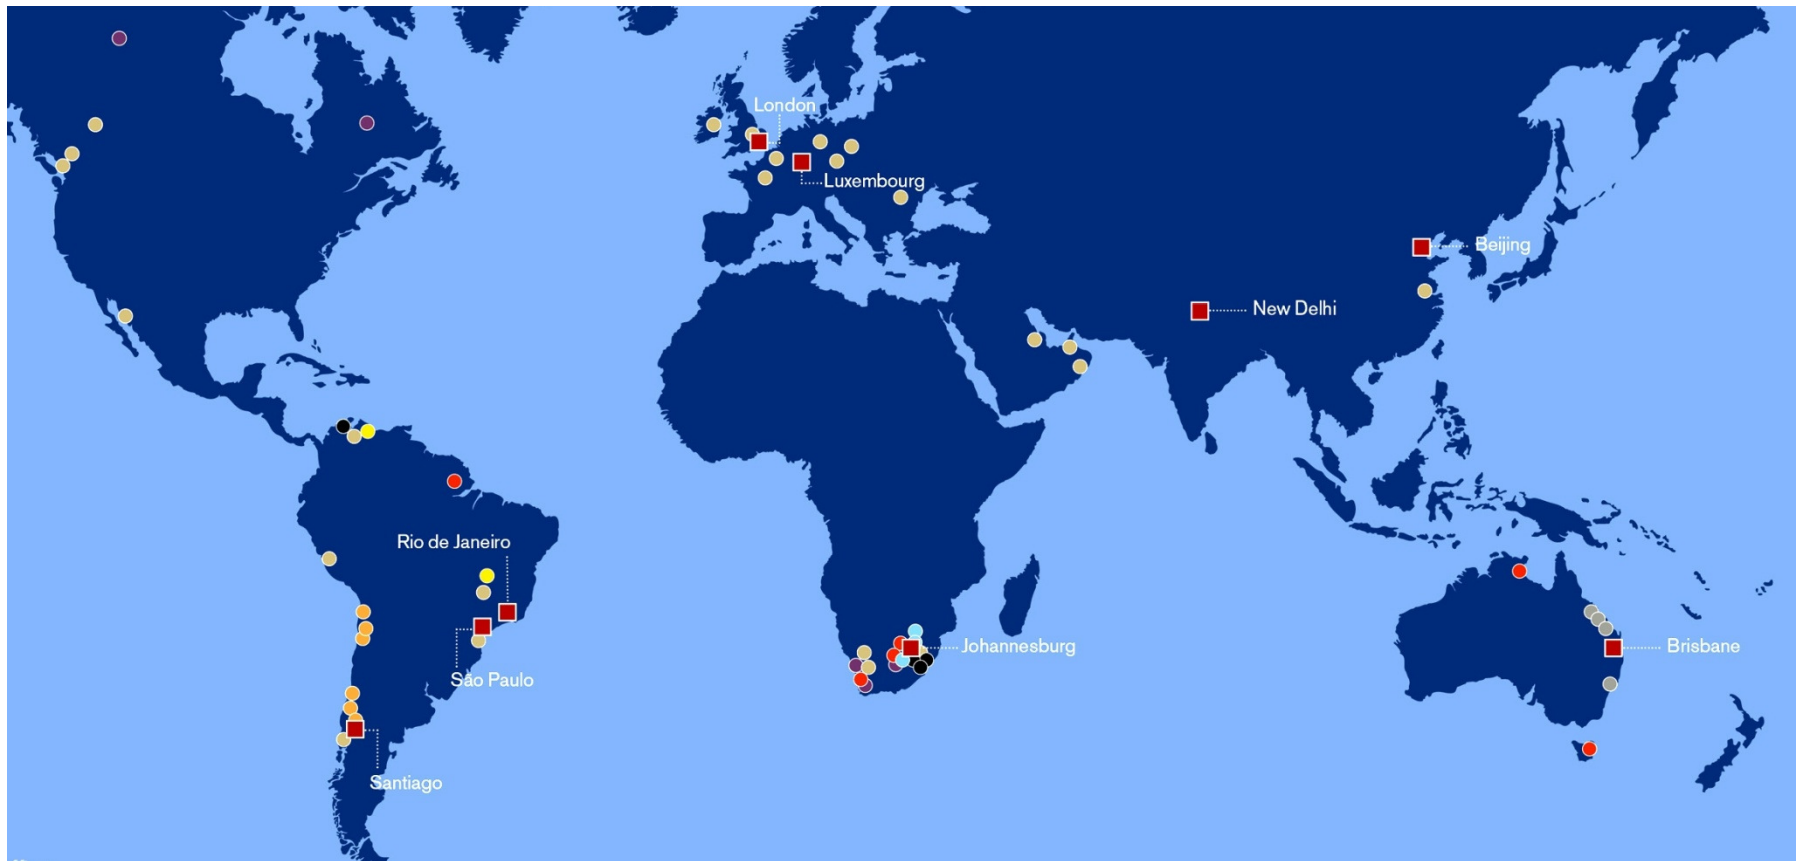 London
Luxembourg
Beijing
New Delhi
Rio de Janeiro
Johannesburg
Brisbane
São Paulo
Santiago